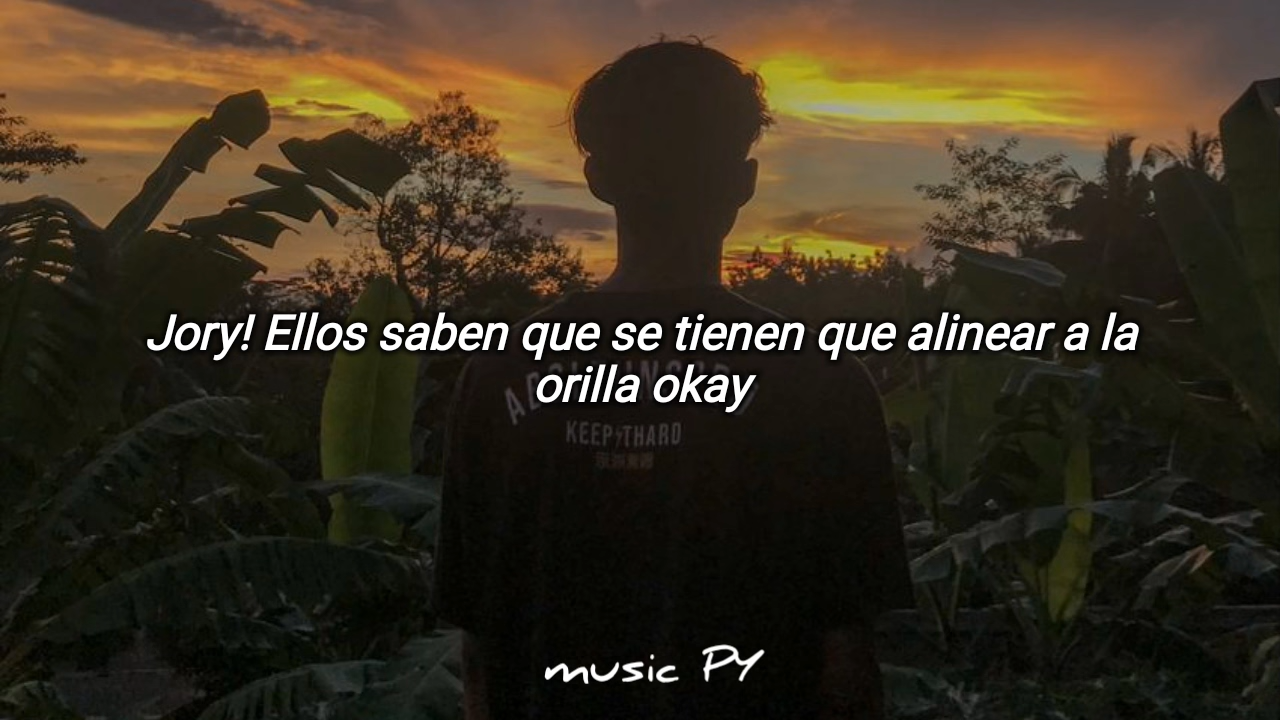 Jory! Ellos saben que se tienen que alinear a la
orilla okay
KEEP⚡THARD
music PY